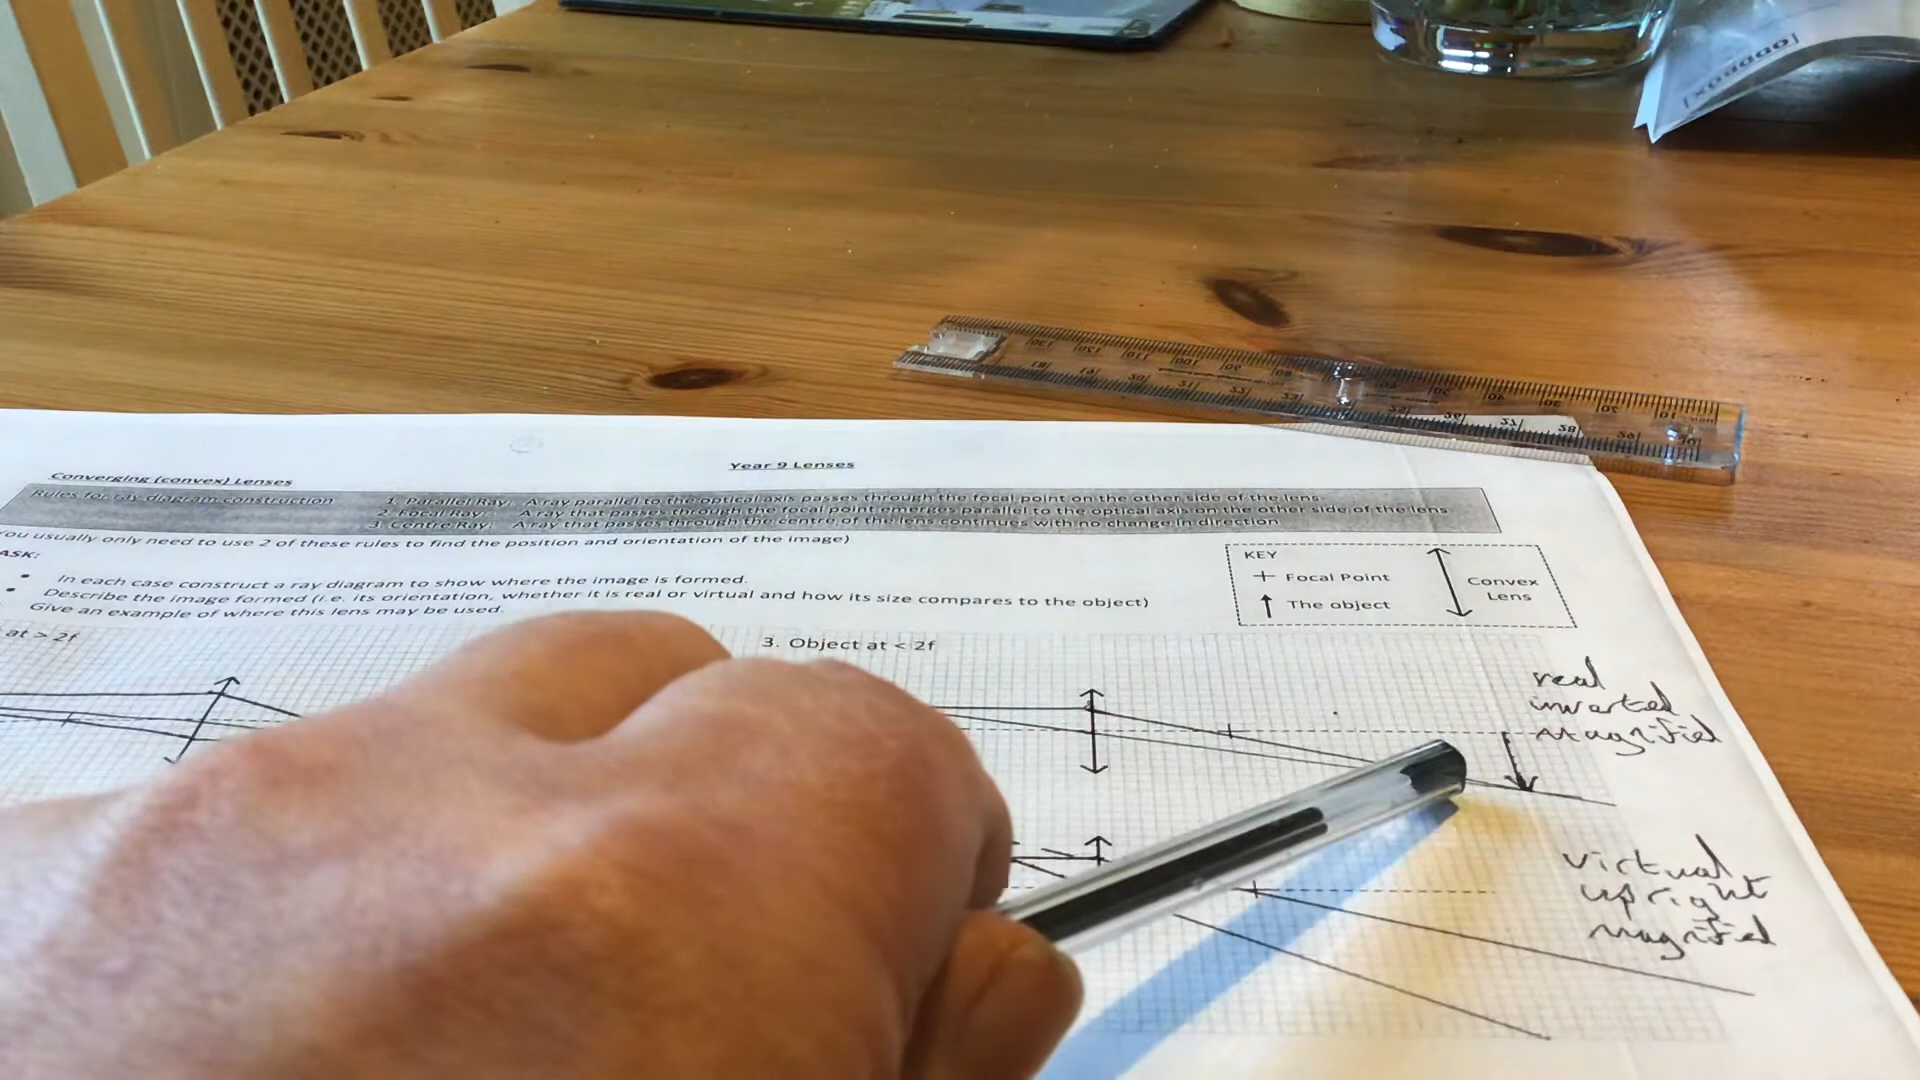 Year 9 Lenses
Converging (convex) Lenses
Rules for ray diagram construction 1. Parallel Ray: A ray parallel to the optical axis passes through the focal point on the other side of the lens
2. Focal Ray: A ray that passes through the focal point emerges parallel to the optical axis on the other side of the lens
3. Centre Ray: A ray that passes through the centre of the lens continues with no change in direction
you usually only need to use 2 of these rules to find the position and orientation of the image)
ASK:
In each case construct a ray diagram to show where the image is formed.
Describe the image formed (i.e. its orientation, whether it is real or virtual and how its size compares to the object)
Give an example of where this lens may be used.
KEY
Focal Point
The object
Convex
Lens
at > 2f
3. Object at < 2f
real
inverted
magnified
virtual
upright
magnified